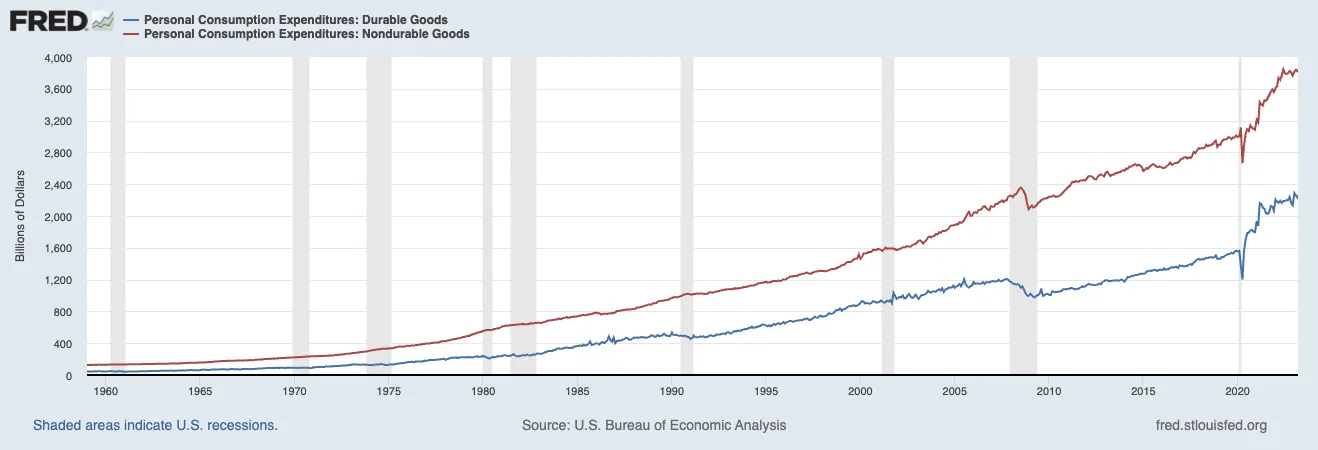 FRED
Personal Consumption Expenditures: Durable Goods
Personal Consumption Expenditures: Nondurable Goods
Billions of Dollars
4,000
3,600
3,200
2,800
2,400
2,000
1,600
1,200
800
400
0
1960 1965 1970 1975 1980 1985 1990 1995 2000 2005 2010 2015 2020
Shaded areas indicate U.S. recessions. Source: U.S. Bureau of Economic Analysis fred.stlouisfed.org